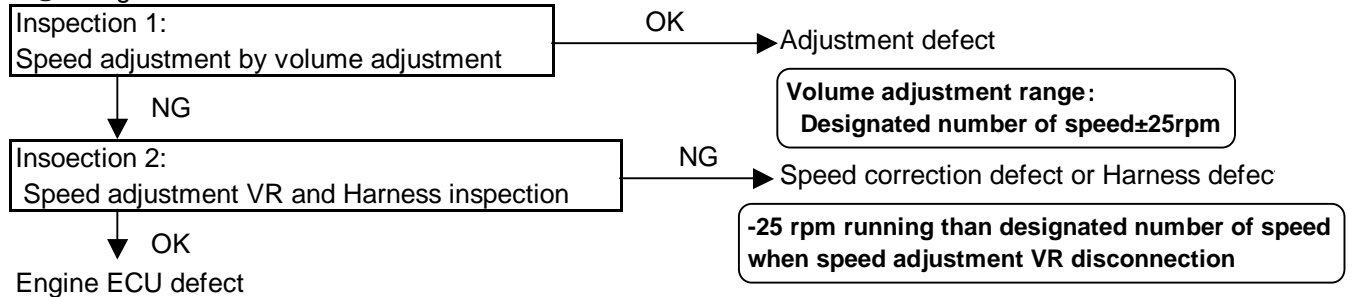 Inspection 1:
OK
Speed adjustment by volume adjustment
Adjustment defect
Volume adjustment range:
Designated number of speed±25rpm
NG
Insoection 2:
NG
Speed adjustment VR and Harness inspection
Speed correction defect or Harness defec
-25 rpm running than designated number of speed
when speed adjustment VR disconnection
OK
Engine ECU defect